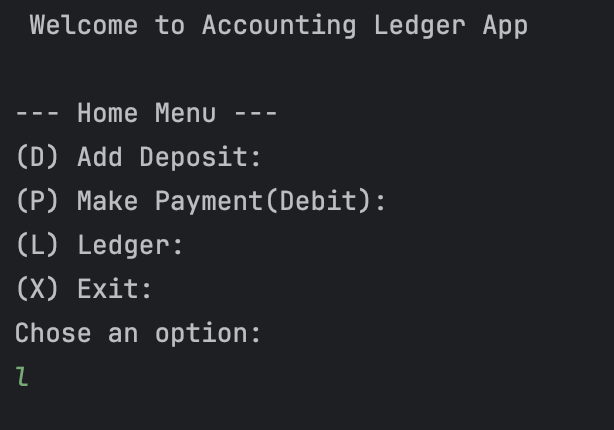 Welcome to Accounting Ledger App
--- Home Menu ---
(D) Add Deposit:
(P) Make Payment(Debit):
(L) Ledger:
(X) Exit:
Chose an option:
l